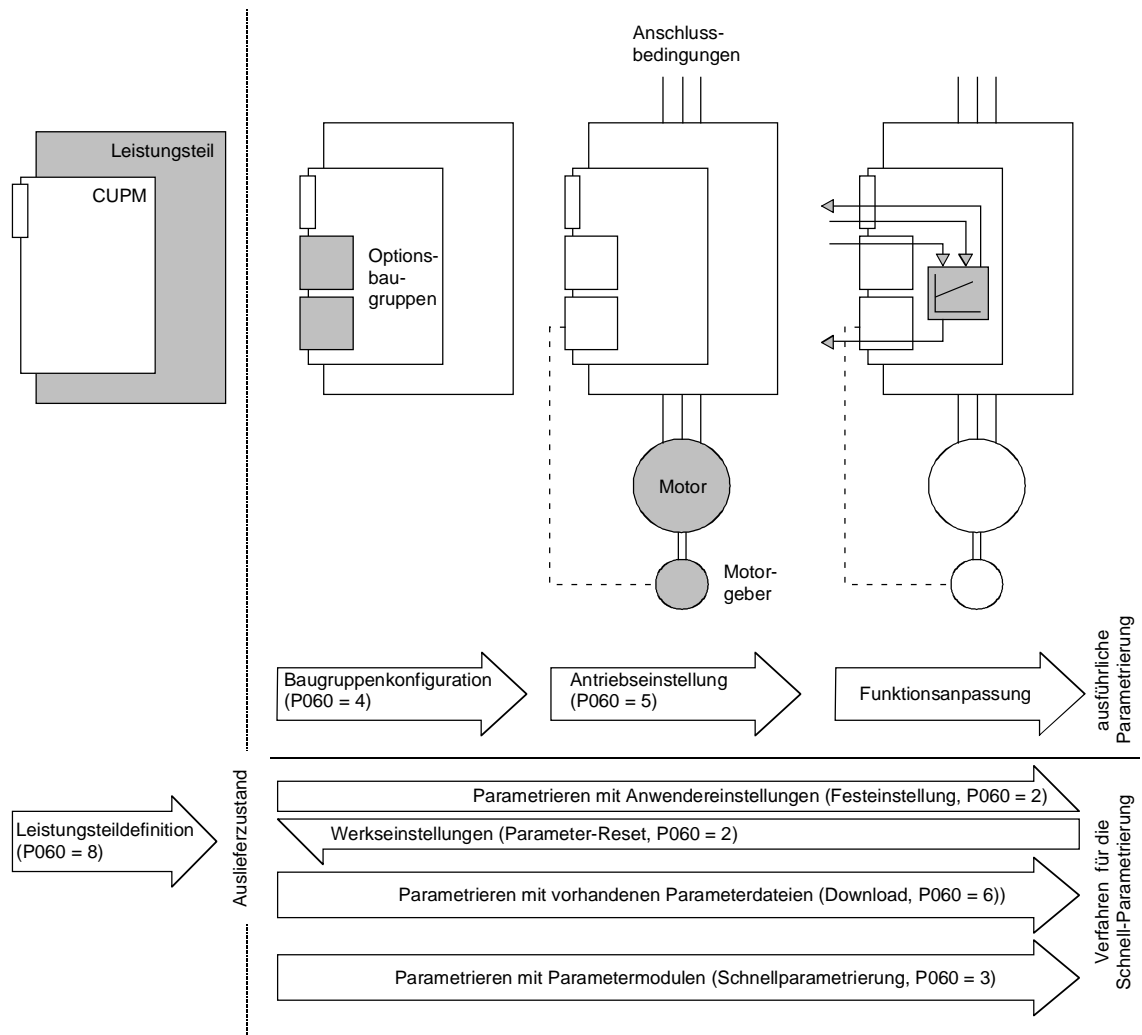 Anschluss-
bedingungen
Leistungsteil
CUPM
Options-
bau-
gruppen
Motor
Motor-
geber
Baugruppenkonfiguration
(P060 = 4)
Antriebseinstellung
(P060 = 5)
Funktionsanpassung
ausführliche
Parametrierung
Leistungsteildefinition
(P060 = 8)
Auslieferzustand
Parametrieren mit Anwendereinstellungen (Festeinstellung, P060 = 2)
Werkseinstellungen (Parameter-Reset, P060 = 2)
Parametrieren mit vorhandenen Parameterdateien (Download, P060 = 6))
Parametrieren mit Parametermodulen (Schnellparametrierung, P060 = 3)
Verfahren für die
Schnell-Parametrierung